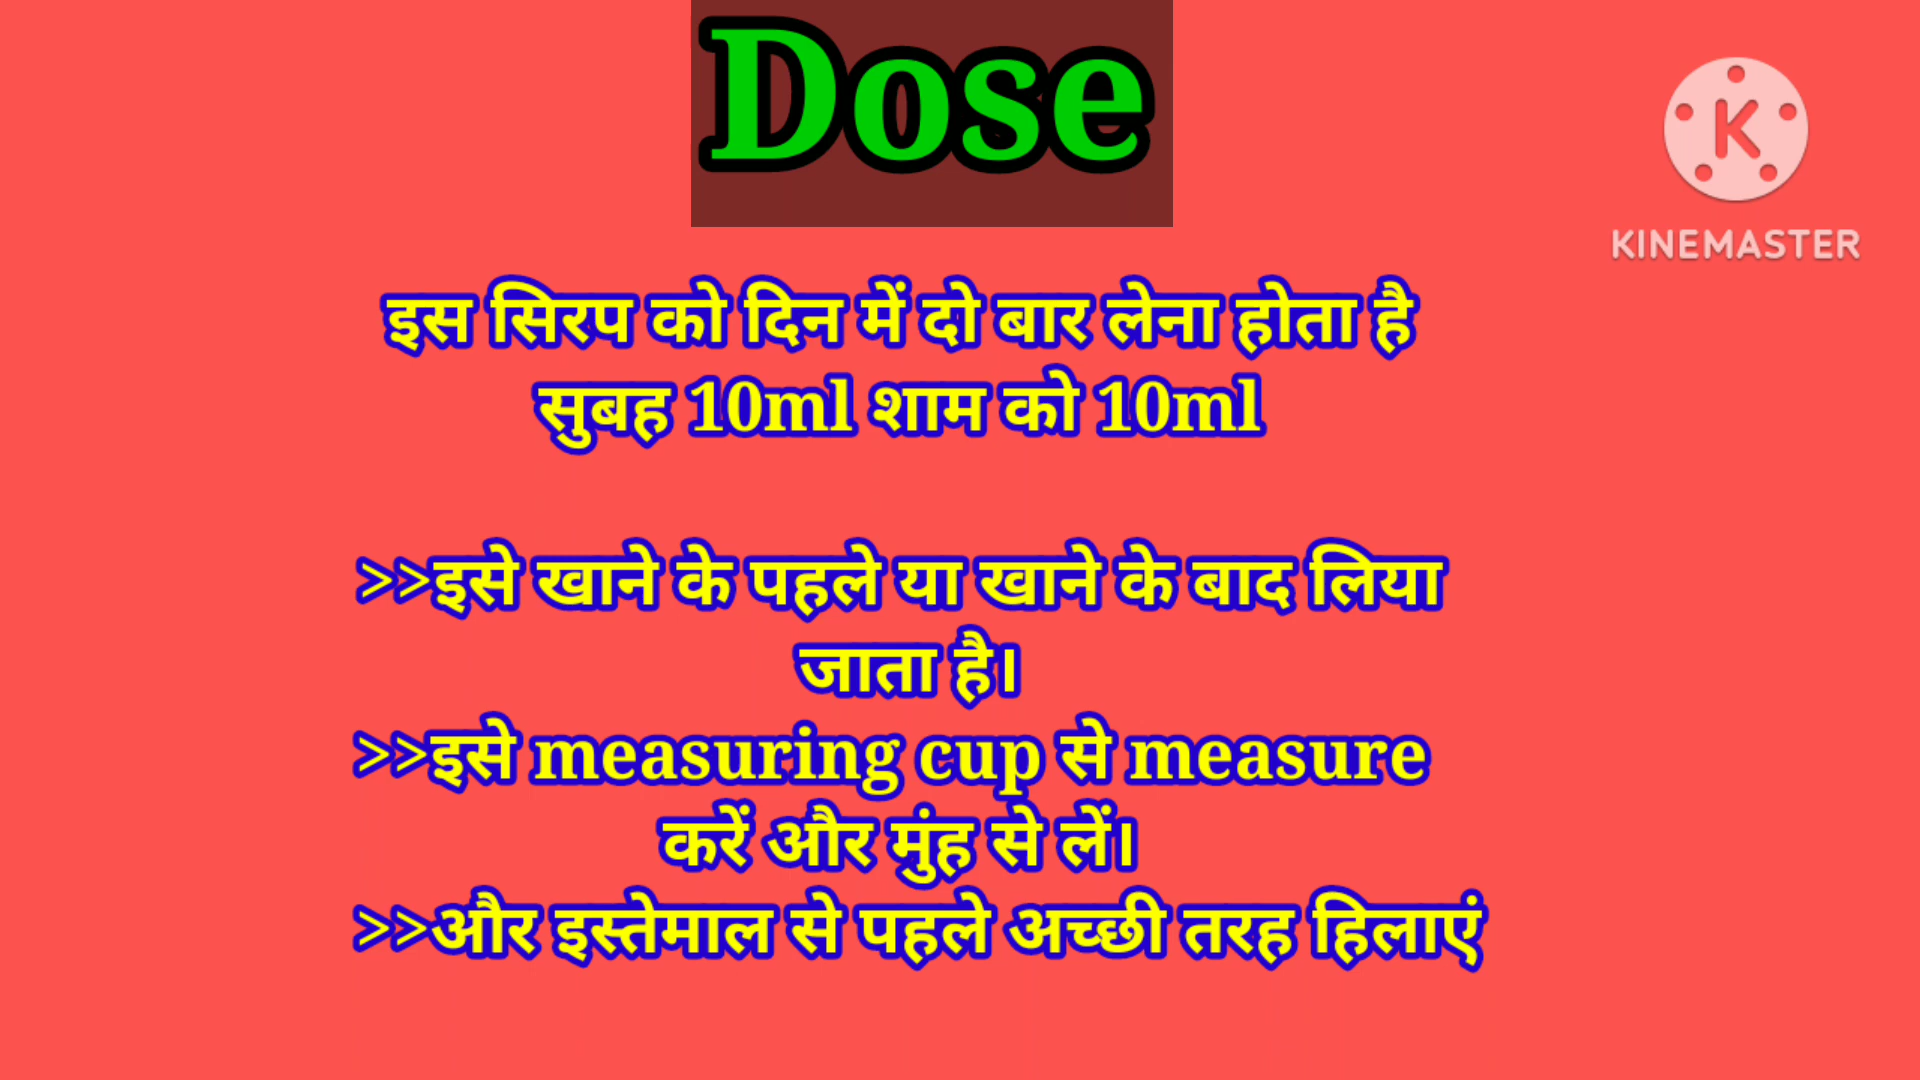 Dose
KINEMASTER
इस सिरप को दिन में दो बार लेना होता है
सुबह 10ml शाम को 10ml
>>इसे खाने के पहले या खाने के बाद लिया
जाता है।
>>इसे measuring cup से measure
करें और मुंह से लें।
>>और इस्तेमाल से पहले अच्छी तरह हिलाएं